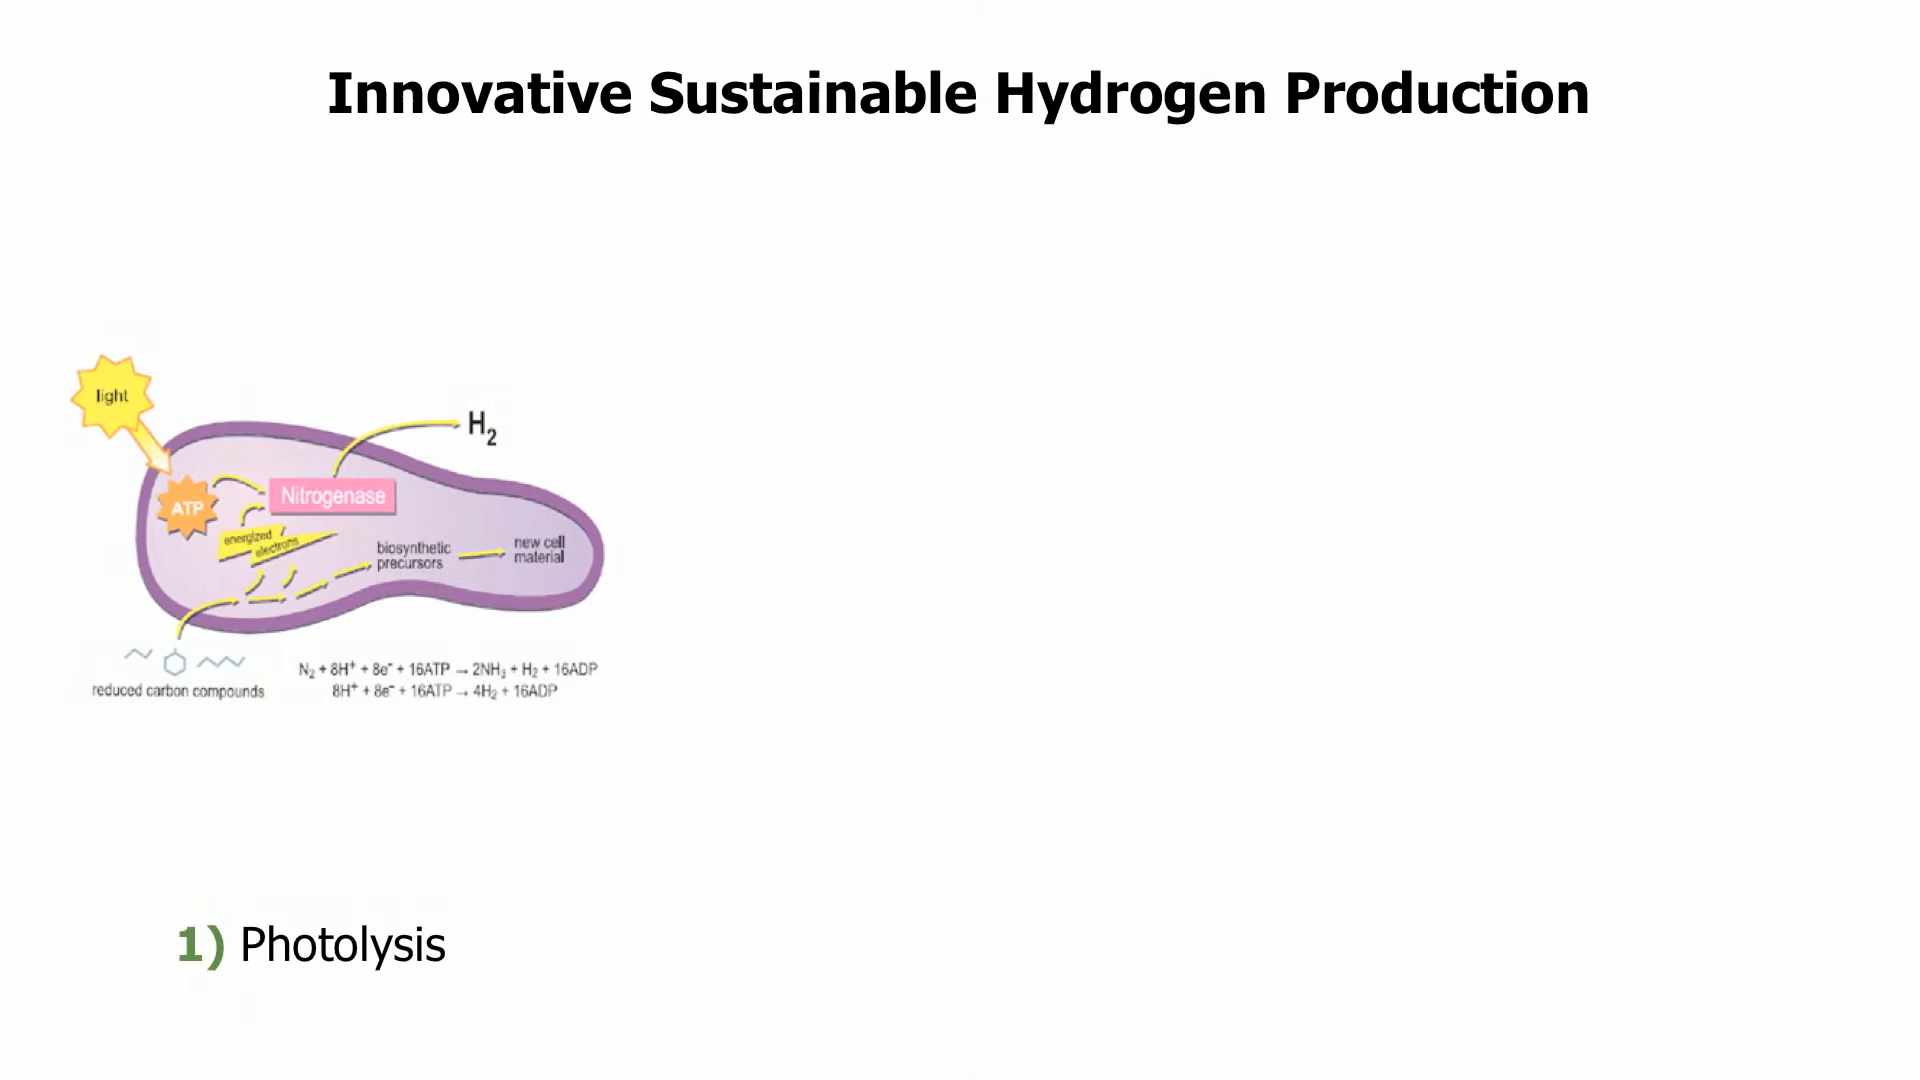 Innovative Sustainable Hydrogen Production
light
H₂
ATP
Nitrogenase
energized
electrons
biosynthetic
precursors
new cell
material
reduced carbon compounds
N₂ + 8H⁺ + 8e⁻ + 16ATP → 2NH₃ + H₂ + 16ADP
8H⁺ + 8e⁻ + 16ATP → 4H₂ + 16ADP
1) Photolysis